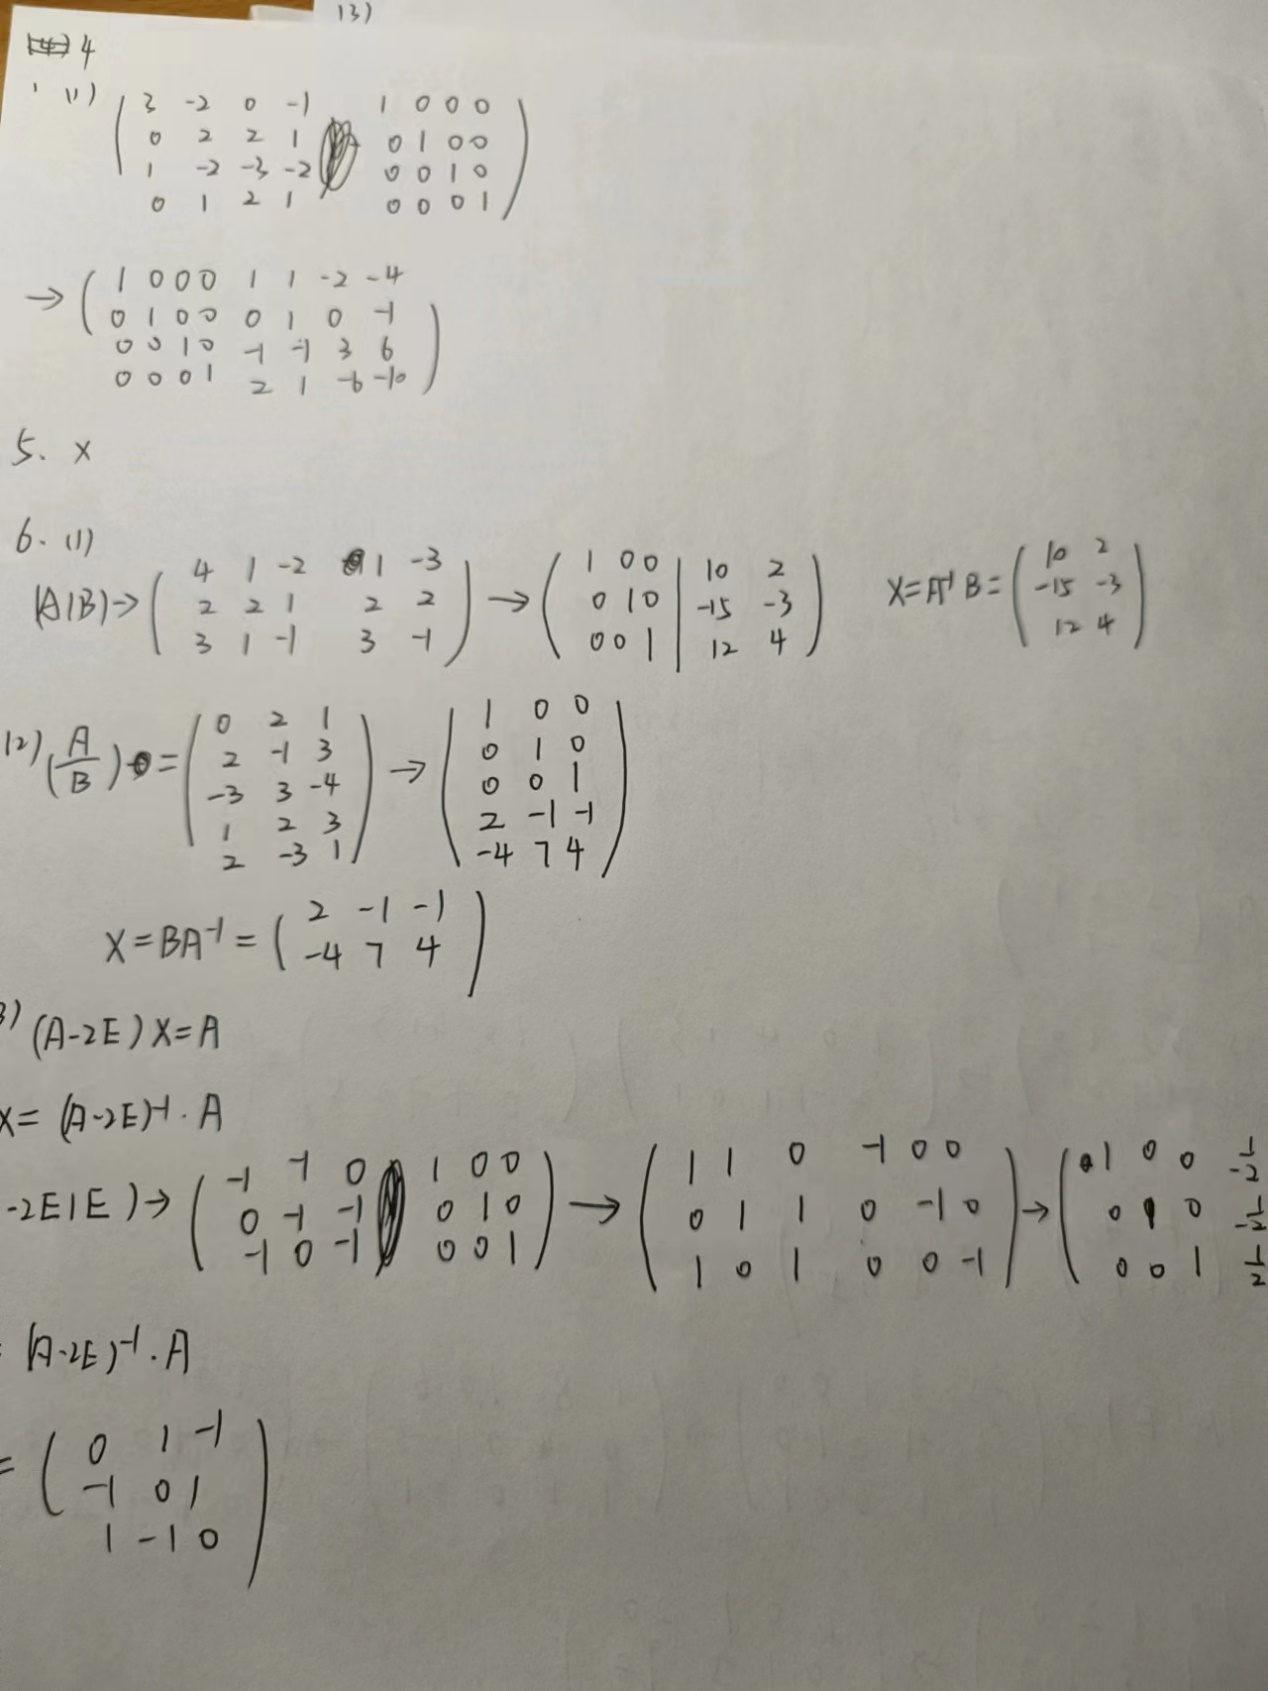 13)
4
(1) ( 3 -2 0 -1 1 0 0 0
0 2 2 1 0 1 0 0
1 -2 -3 -2 0 0 1 0
0 1 2 1 0 0 0 1 )
→ ( 1 0 0 0 1 1 -2 -4
0 1 0 0 0 1 0 -1
0 0 1 0 -1 -1 3 6
0 0 0 1 2 1 -6 -10 )
5. x
6. (1)
(A|B) → ( 4 1 -2 1 -3
2 2 1 2 2
3 1 -1 3 -1 ) → ( 1 0 0 | 10 2
0 1 0 | -15 -3
0 0 1 | 12 4 ) X=A⁻¹B= ( 10 2
-15 -3
12 4 )
(2) (A/B) = ( 0 2 1
2 -1 3
-3 3 -4
1 2 3
2 -3 1 ) → ( 1 0 0
0 1 0
0 0 1
2 -1 -1
-4 7 4 )
X=BA⁻¹= ( 2 -1 -1
-4 7 4 )
3) (A-2E)X=A
X= (A-2E)⁻¹·A
-2E|E) → ( -1 -1 0 1 0 0
0 -1 -1 0 1 0
-1 0 -1 0 0 1 ) → ( 1 1 0 -1 0 0
0 1 1 0 -1 0
1 0 1 0 0 -1 ) → ( 1 0 0 -1/2
0 1 0 -1/2
0 0 1 1/2
= (A-2E)⁻¹·A
= ( 0 1 -1
-1 0 1
1 -1 0 )